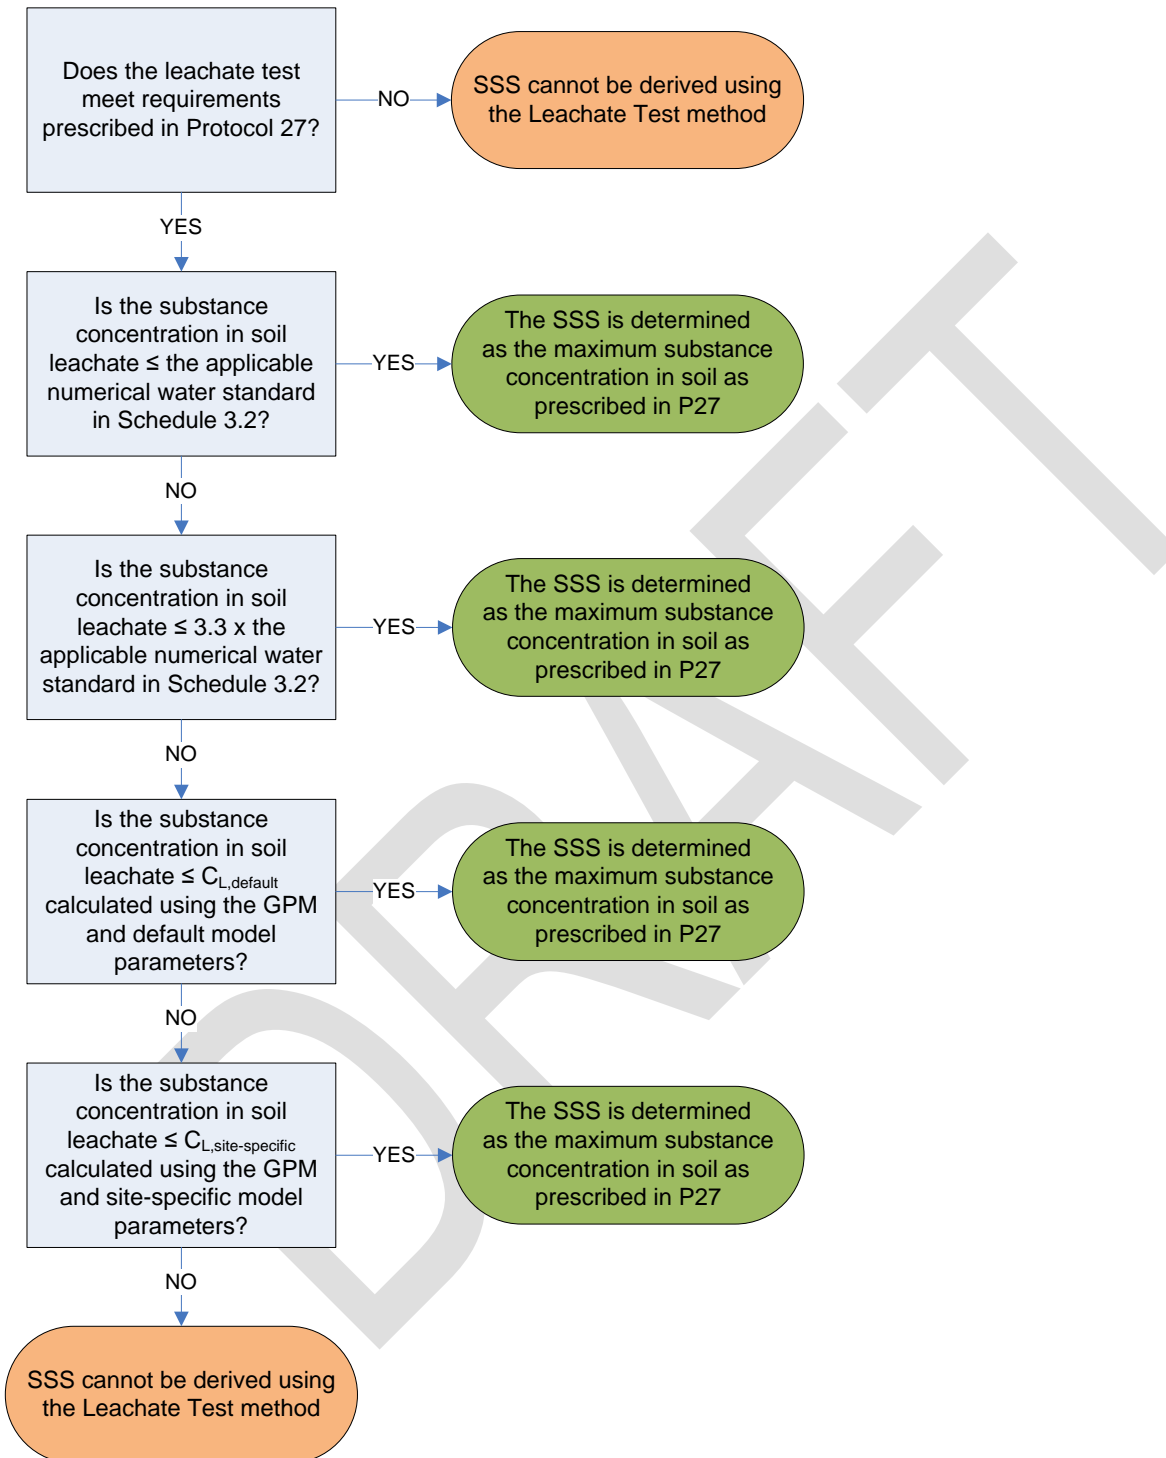 Does the leachate test
meet requirements
prescribed in Protocol 27?
NO
SSS cannot be derived using
the Leachate Test method
YES
Is the substance
concentration in soil
leachate ≤ the applicable
numerical water standard
in Schedule 3.2?
YES
The SSS is determined
as the maximum substance
concentration in soil as
prescribed in P27
NO
Is the substance
concentration in soil
leachate ≤ 3.3 x the
applicable numerical water
standard in Schedule 3.2?
YES
The SSS is determined
as the maximum substance
concentration in soil as
prescribed in P27
NO
Is the substance
concentration in soil
leachate ≤ CL,default
calculated using the GPM
and default model
parameters?
YES
The SSS is determined
as the maximum substance
concentration in soil as
prescribed in P27
NO
Is the substance
concentration in soil
leachate ≤ CL,site-specific
calculated using the GPM
and site-specific model
parameters?
YES
The SSS is determined
as the maximum substance
concentration in soil as
prescribed in P27
NO
SSS cannot be derived using
the Leachate Test method
DRAFT